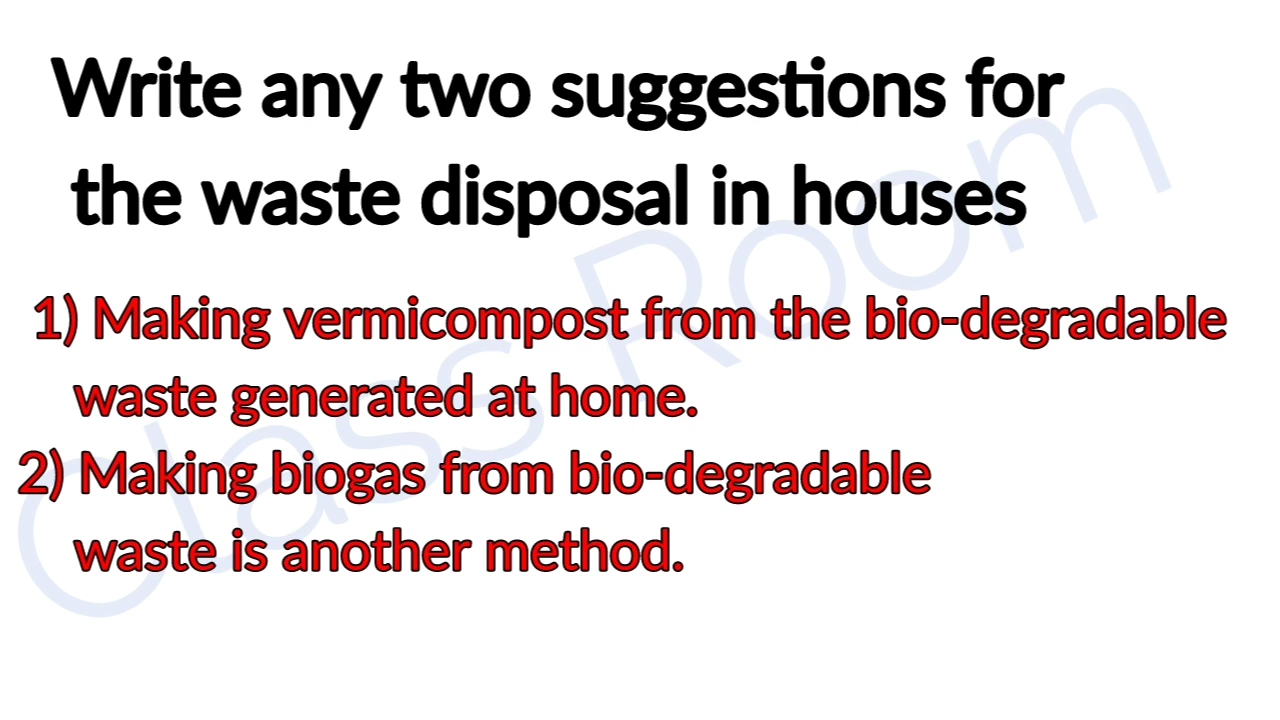 Write any two suggestions for
the waste disposal in houses
1) Making vermicompost from the bio-degradable
waste generated at home.
2) Making biogas from bio-degradable
waste is another method.
Class Room